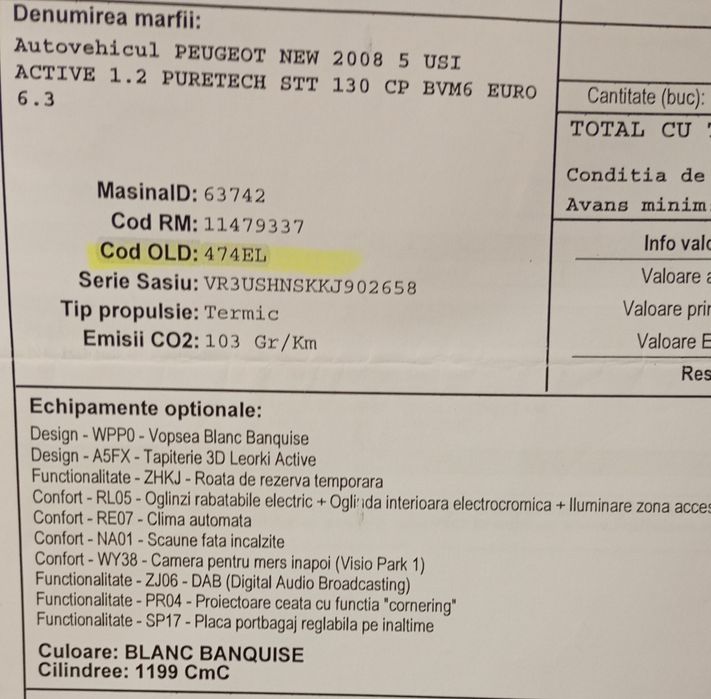 Denumirea marfii:
Autovehicul PEUGEOT NEW 2008 5 USI
ACTIVE 1.2 PURETECH STT 130 CP BVM6 EURO
6.3
Cantitate (buc):
TOTAL CU
Conditia de
Avans minim
MasinaID: 63742
Cod RM: 11479337
Cod OLD: 474EL
Serie Sasiu: VR3USHNSKKJ902658
Tip propulsie: Termic
Emisii CO2: 103 Gr/Km
Info valo
Valoare a
Valoare prin
Valoare E
Res
Echipamente optionale:
Design - WPP0 - Vopsea Blanc Banquise
Design - A5FX - Tapiterie 3D Leorki Active
Functionalitate - ZHKJ - Roata de rezerva temporara
Confort - RL05 - Oglinzi rabatabile electric + Oglinda interioara electrocromica + Iluminare zona acces
Confort - RE07 - Clima automata
Confort - NA01 - Scaune fata incalzite
Confort - WY38 - Camera pentru mers inapoi (Visio Park 1)
Functionalitate - ZJ06 - DAB (Digital Audio Broadcasting)
Functionalitate - PR04 - Proiectoare ceata cu functia "cornering"
Functionalitate - SP17 - Placa portbagaj reglabila pe inaltime
Culoare: BLANC BANQUISE
Cilindree: 1199 CmC